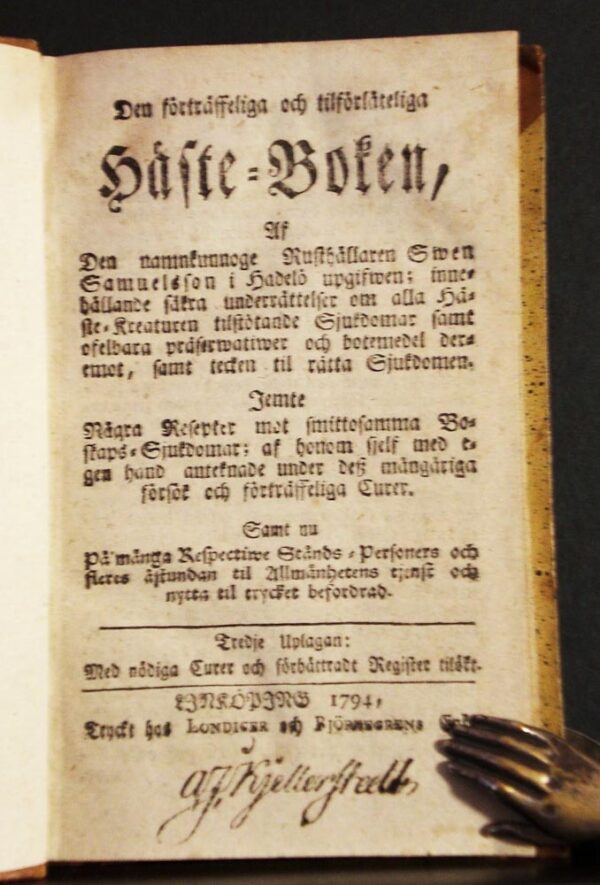 Den förträffeliga och tilförlåteliga
Häste-Boken,
Af
Den namnkunnoge Rusthållaren Swen
Samuelsson i Hadelö upgifwen; inne-
hållande säkra underrättelser om alla Hä-
ste-Kreaturen tilstötande Sjukdomar samt
ofelbara præserwatiwer och botemedel der-
emot, samt tecken til rätta Sjukdomen.
Jemte
Några Resepter mot smittosamma Bo-
skaps-Sjukdomar; af honom sjelf med e-
gen hand anteknade under deß mångåriga
försök och förträffeliga Curer.
Samt nu
På många Respective Stånds-Personers och
fleres åstundan til Allmänhetens tjenst och
nytta til trycket befordrad.
Tredje Uplagan:
Med nödiga Curer och förbättradt Register tilökt.
LINKÖPING 1794,
Tryckt hos LONDICER och BJÖRNEGRENS
Kjellerstedt